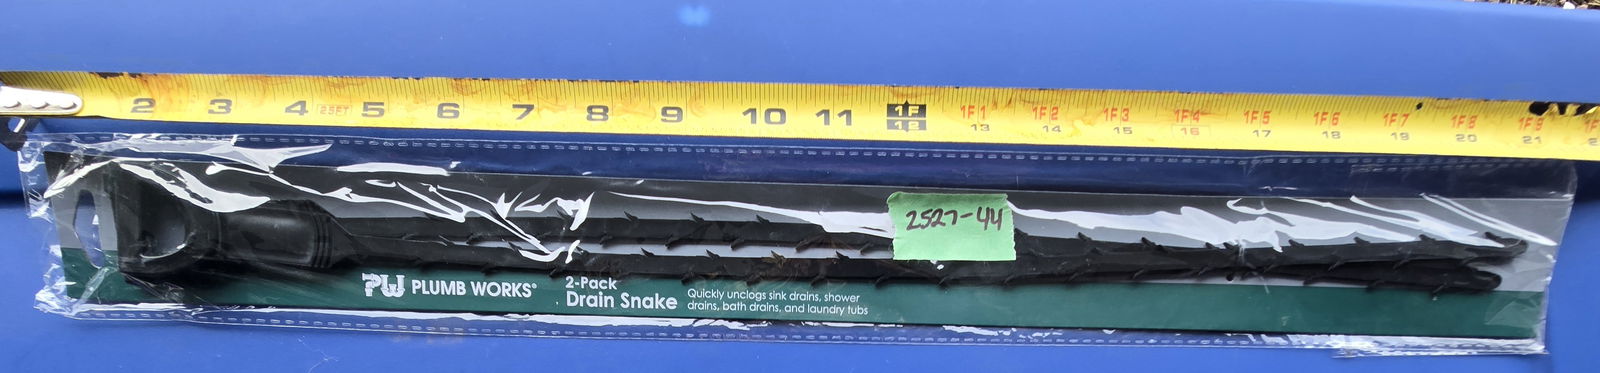 2 3 4 25FT 5 6 7 8 9 10 11 1F 1F1 1F2 1F3 1F4 1F5 1F6 1F7 1F8 1F9
12 13 14 15 16 17 18 19 20 21
2527-44
PW PLUMB WORKS®
2-Pack
Drain Snake
Quickly unclogs sink drains, shower
drains, bath drains, and laundry tubs